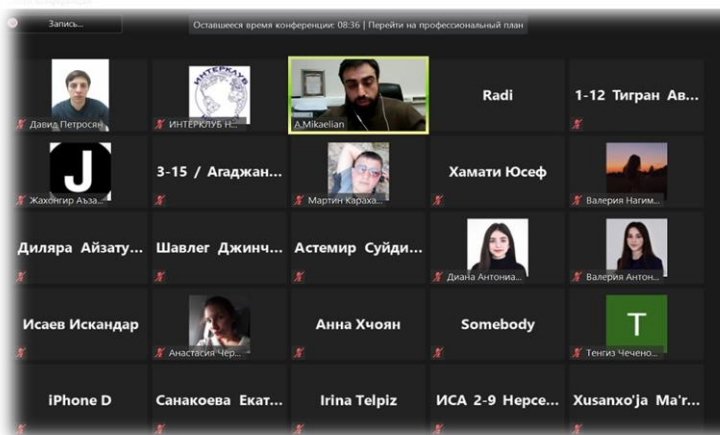 Запись...
Оставшееся время конференции: 08:36 | Перейти на профессиональный план
Давид Петросян
ИНТЕРКЛУБ
ИНТЕРКЛУБ Н...
A.Mikaelian
Radi
1-12 Тигран Ав...
J
Жахонгир Аъза...
3-15 / Агаджан...
Мартин Караха...
Хамати Юсеф
Валерия Нагим...
Диляра Айзату...
Шавлег Джинч...
Астемир Суйди...
Диана Антониа...
Валерия Антон...
Исаев Искандар
Анастасия Чер...
Анна Хчоян
Somebody
Т
Тенгиз Чечено...
iPhone D
Санакоева Екат...
Irina Telpiz
ИСА 2-9 Нерсе...
Xusanxo'ja Ma'r...